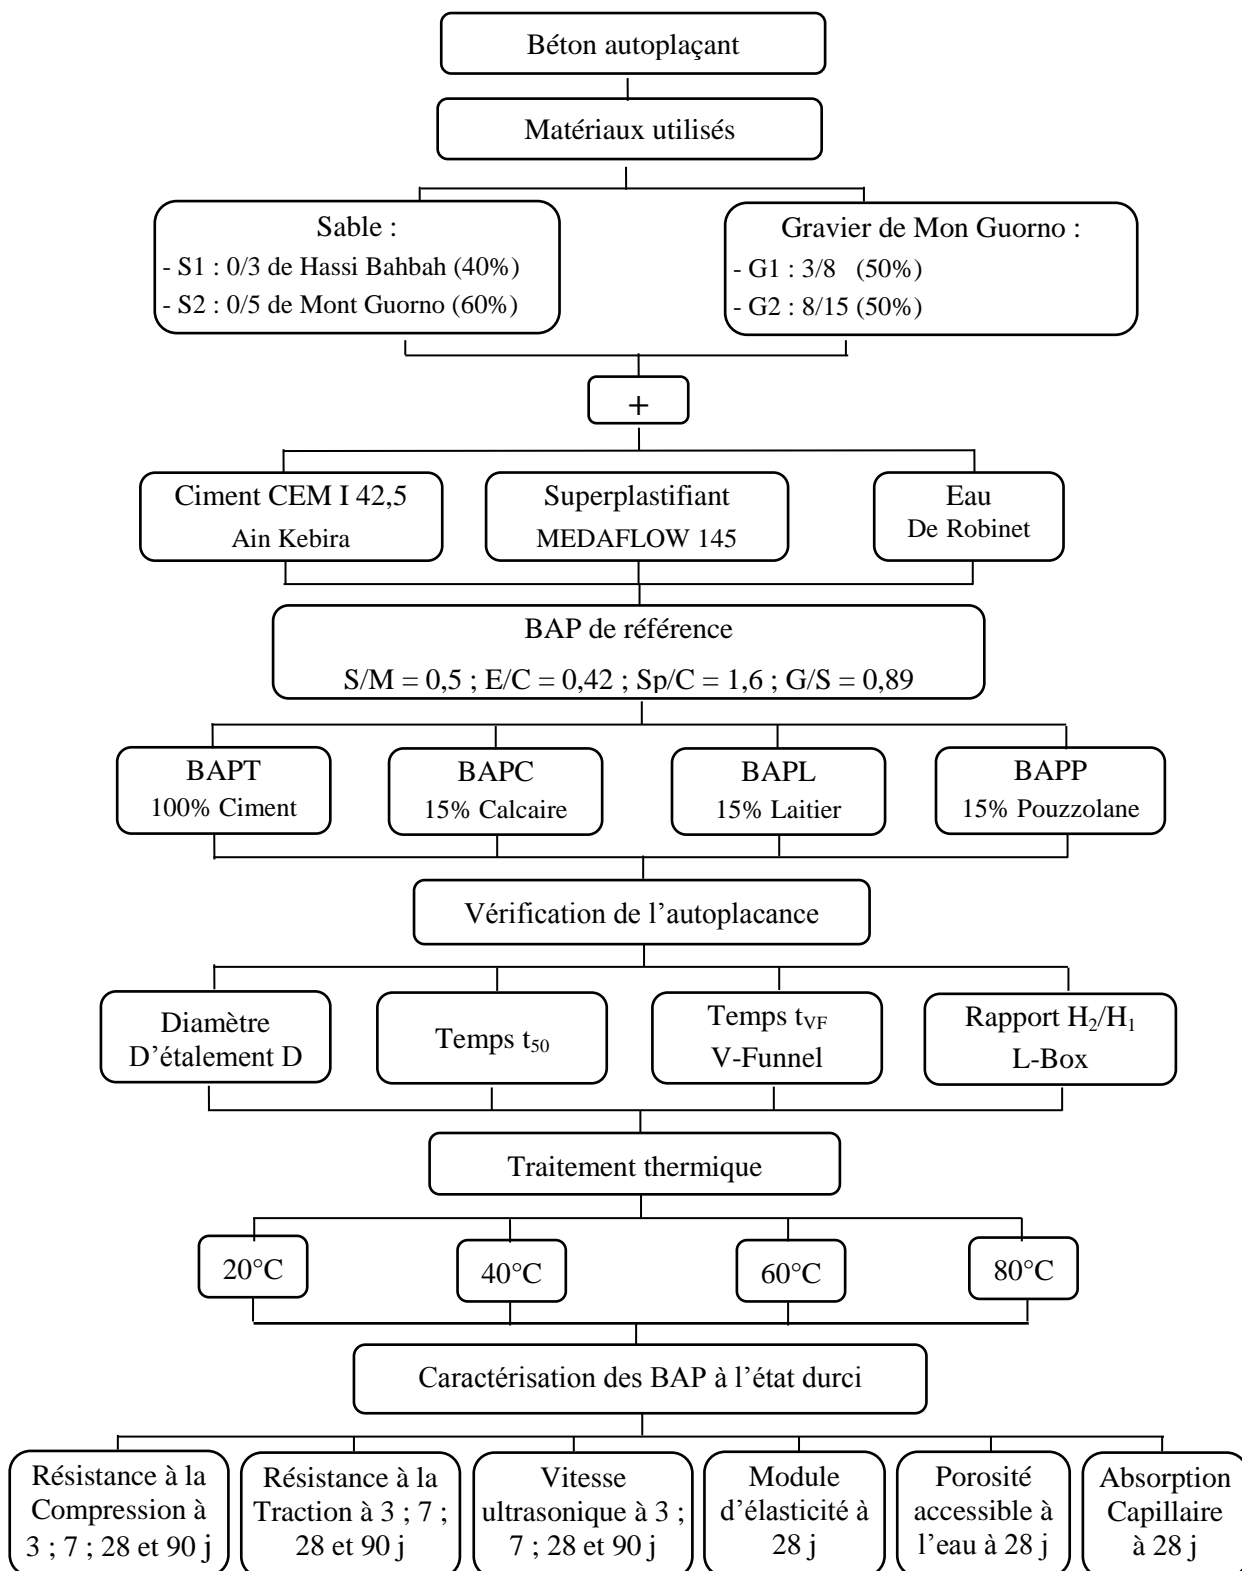 Béton autoplaçant
Matériaux utilisés
Sable :
- S1 : 0/3 de Hassi Bahbah (40%)
- S2 : 0/5 de Mont Guorno (60%)
Gravier de Mon Guorno :
- G1 : 3/8 (50%)
- G2 : 8/15 (50%)
+
Ciment CEM I 42,5
Ain Kebira
Superplastifiant
MEDAFLOW 145
Eau
De Robinet
BAP de référence
S/M = 0,5 ; E/C = 0,42 ; Sp/C = 1,6 ; G/S = 0,89
BAPT
100% Ciment
BAPC
15% Calcaire
BAPL
15% Laitier
BAPP
15% Pouzzolane
Vérification de l’autoplacance
Diamètre
D’étalement D
Temps t₅₀
Temps tVF
V-Funnel
Rapport H₂/H₁
L-Box
Traitement thermique
20°C
40°C
60°C
80°C
Caractérisation des BAP à l’état durci
Résistance à la
Compression à
3 ; 7 ; 28 et 90 j
Résistance à la
Traction à 3 ; 7 ;
28 et 90 j
Vitesse
ultrasonique à 3 ;
7 ; 28 et 90 j
Module
d’élasticité à
28 j
Porosité
accessible à
l’eau à 28 j
Absorption
Capillaire
à 28 j